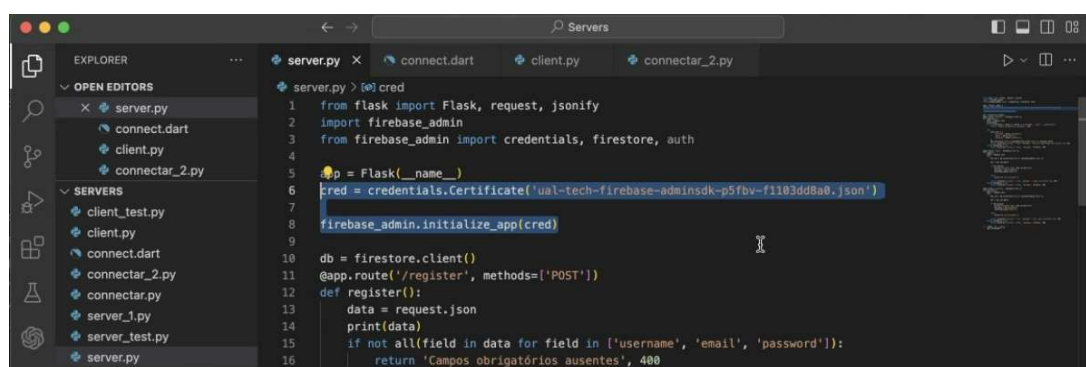 Servers
EXPLORER
OPEN EDITORS
server.py
connect.dart
client.py
connectar_2.py
SERVERS
client_test.py
client.py
connect.dart
connectar_2.py
connectar.py
server_1.py
server_test.py
server.py
server.py connect.dart client.py connectar_2.py
server.py > cred
1 from flask import Flask, request, jsonify
2 import firebase_admin
3 from firebase_admin import credentials, firestore, auth
4
5 app = Flask(__name__)
6 cred = credentials.Certificate('ual-tech-firebase-adminsdk-p5fbv-f1103dd8a0.json')
7
8 firebase_admin.initialize_app(cred)
9
10 db = firestore.client()
11 @app.route('/register', methods=['POST'])
12 def register():
13 data = request.json
14 print(data)
15 if not all(field in data for field in ['username', 'email', 'password']):
16 return 'Campos obrigatórios ausentes', 400